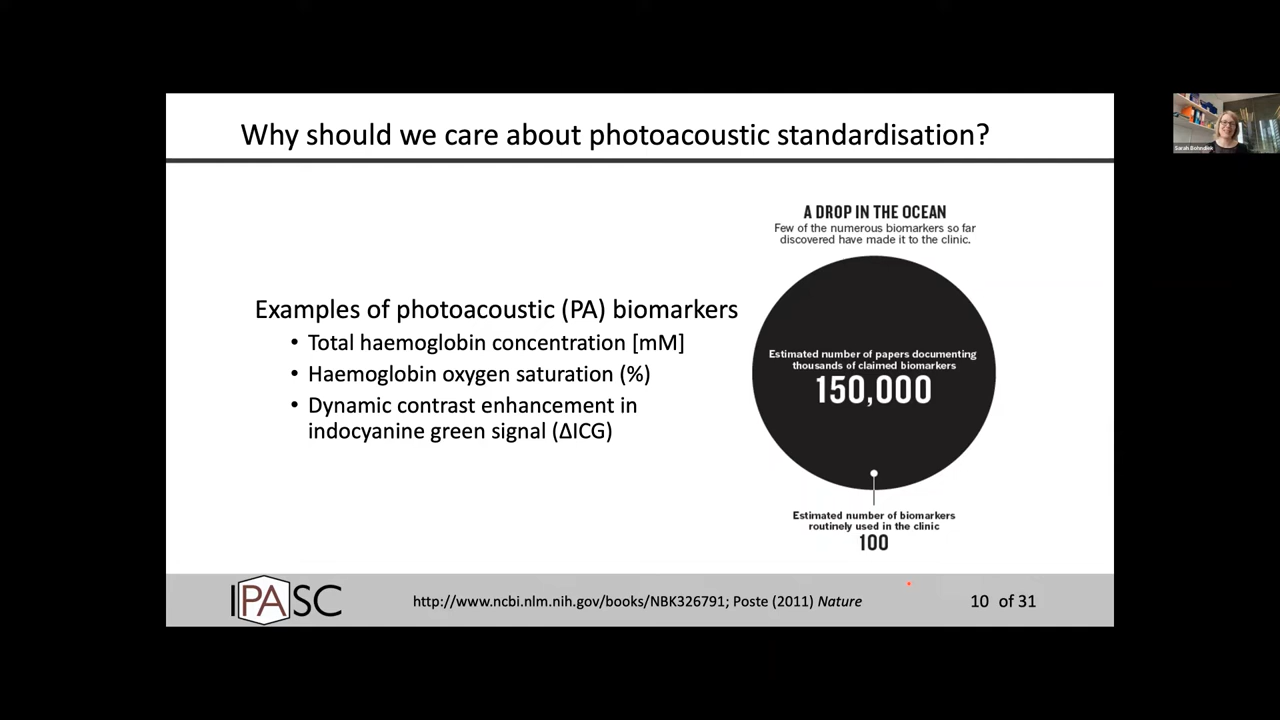 Why should we care about photoacoustic standardisation?
Examples of photoacoustic (PA) biomarkers
• Total haemoglobin concentration [mM]
• Haemoglobin oxygen saturation (%)
• Dynamic contrast enhancement in
indocyanine green signal (ΔICG)
A DROP IN THE OCEAN
Few of the numerous biomarkers so far
discovered have made it to the clinic.
Estimated number of papers documenting
thousands of claimed biomarkers
150,000
Estimated number of biomarkers
routinely used in the clinic
100
IPASC
http://www.ncbi.nlm.nih.gov/books/NBK326791; Poste (2011) Nature
10 of 31
Sarah Bohndiek